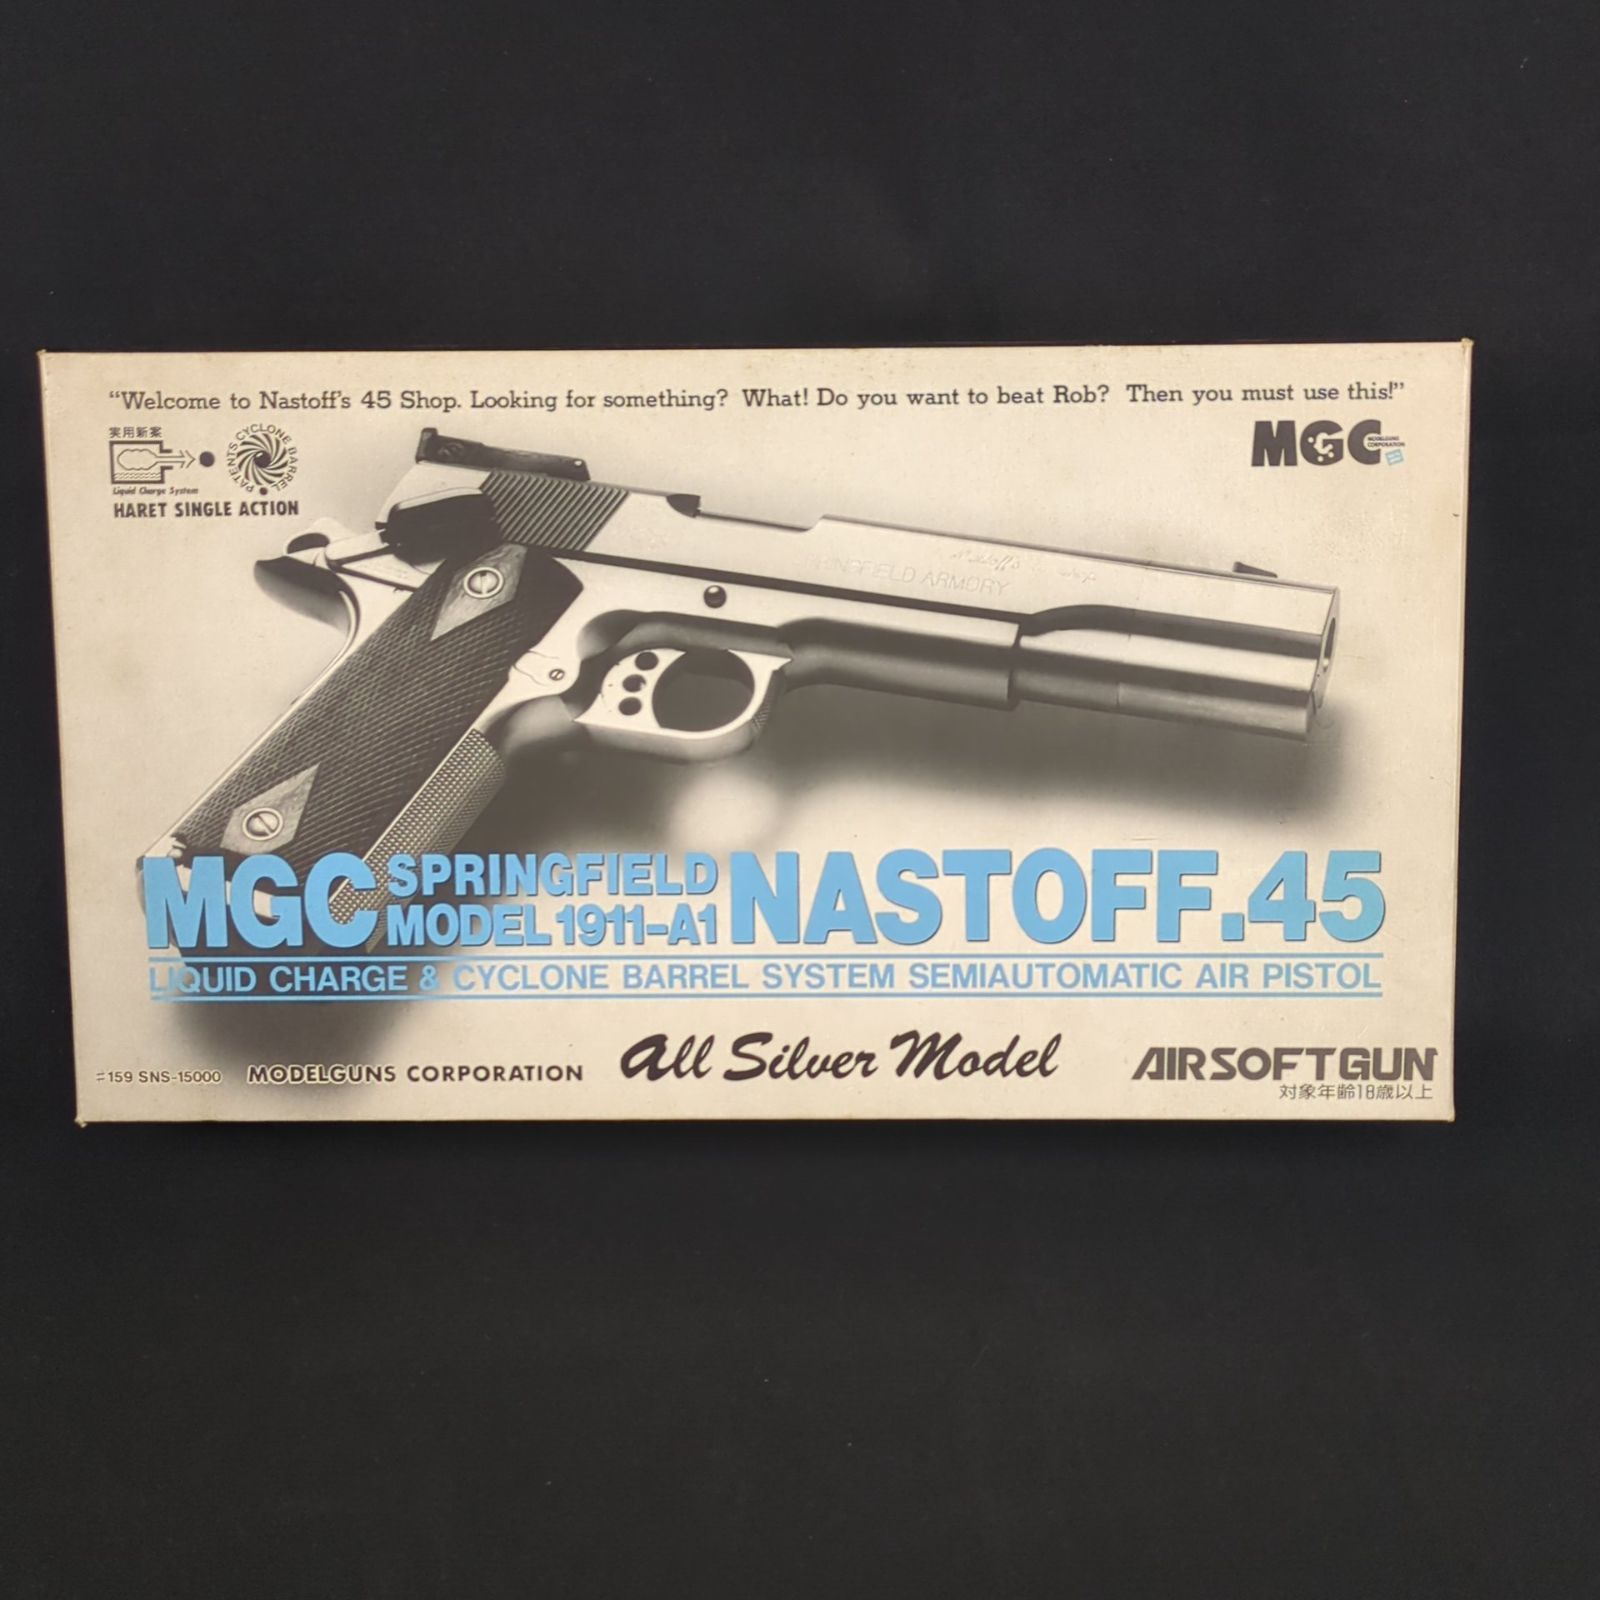 “Welcome to Nastoff's 45 Shop. Looking for something? What! Do you want to beat Rob? Then you must use this!”
実用新案
PATENTS CYCLONE BARREL
Liquid Charge System
HARET SINGLE ACTION
MGC
MODELGUNS
CORPORATION
SPRINGFIELD ARMORY
MGC SPRINGFIELD MODEL 1911-A1 NASTOFF.45
LIQUID CHARGE & CYCLONE BARREL SYSTEM SEMIAUTOMATIC AIR PISTOL
#159 SNS-15000 MODELGUNS CORPORATION All Silver Model AIRSOFTGUN
対象年齢18歳以上